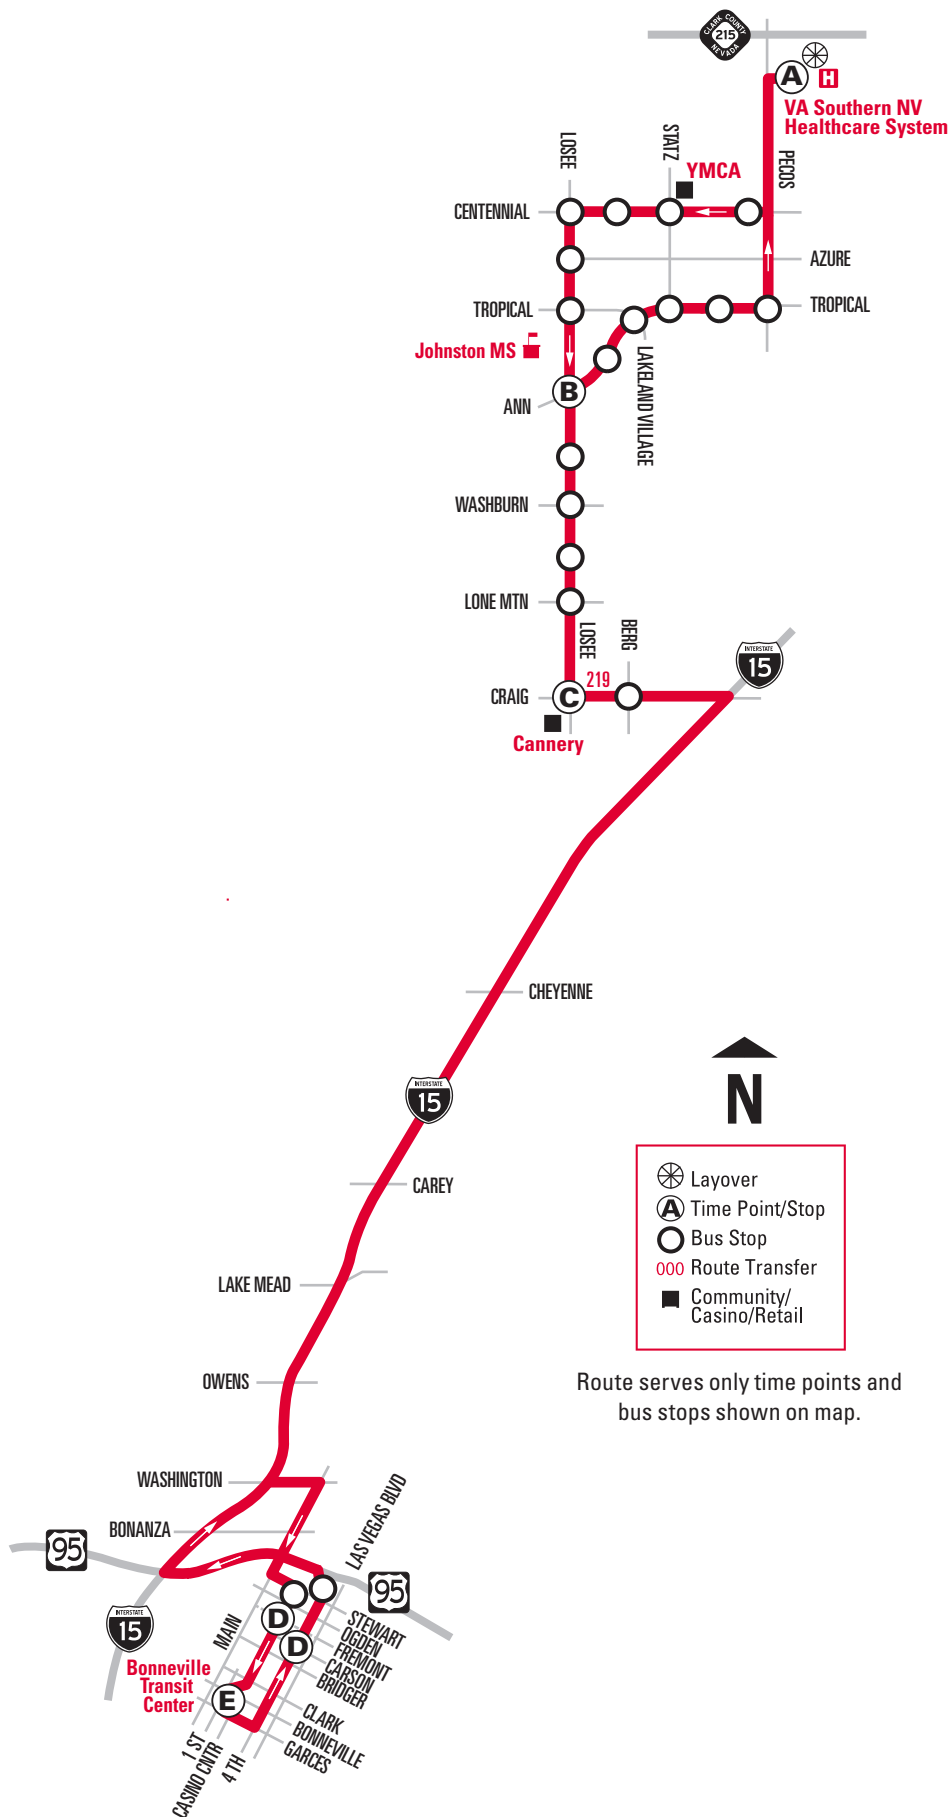 CLARK COUNTY
215
NEVADA
A
H
VA Southern NV
Healthcare System
LOSEE
STATZ
YMCA
PECOS
CENTENNIAL
AZURE
TROPICAL
TROPICAL
Johnston MS
LAKELAND VILLAGE
B
ANN
WASHBURN
LONE MTN
LOSEE
BERG
INTERSTATE
15
219
CRAIG
C
Cannery
CHEYENNE
N
INTERSTATE
15
Layover
A Time Point/Stop
Bus Stop
000 Route Transfer
Community/
Casino/Retail
CAREY
LAKE MEAD
Route serves only time points and
bus stops shown on map.
OWENS
WASHINGTON
LAS VEGAS BLVD
BONANZA
95
95
INTERSTATE
15
MAIN
D
D
STEWART
OGDEN
FREMONT
CARSON
BRIDGER
Bonneville
Transit
Center
E
CLARK
BONNEVILLE
GARCES
1 ST
CASINO CNTR
4 TH